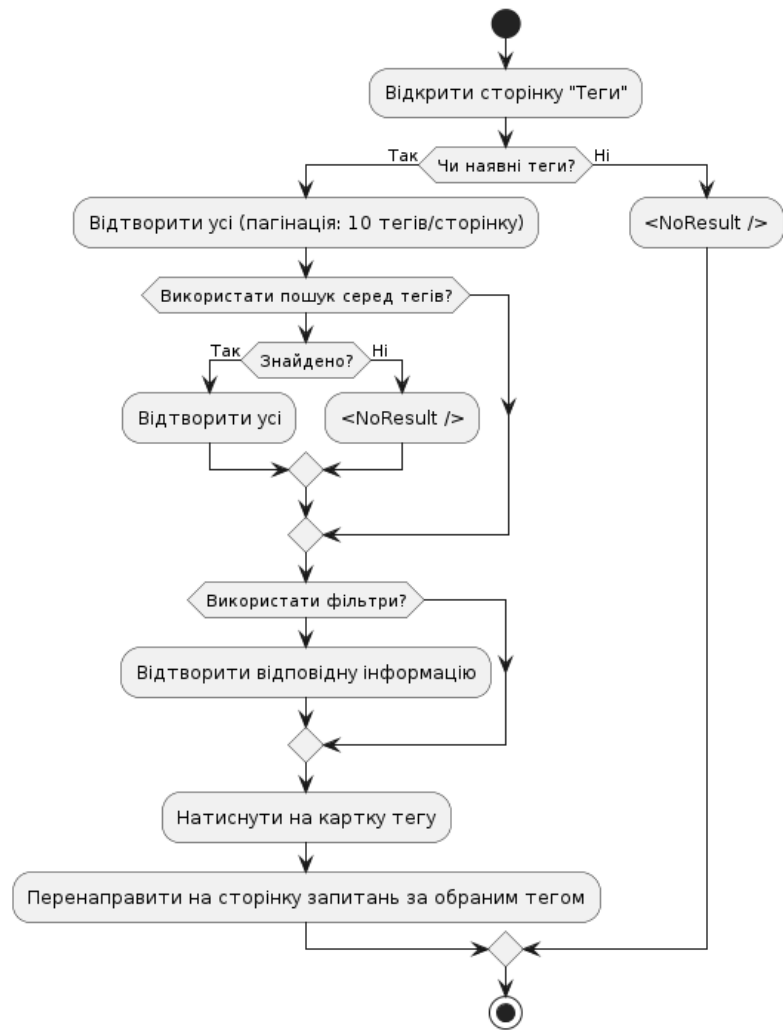 Відкрити сторінку "Теги"
Так
Чи наявні теги?
Ні
Відтворити усі (пагінація: 10 тегів/сторінку)
<NoResult />
Використати пошук серед тегів?
Так
Знайдено?
Ні
Відтворити усі
<NoResult />
Використати фільтри?
Відтворити відповідну інформацію
Натиснути на картку тегу
Перенаправити на сторінку запитань за обраним тегом